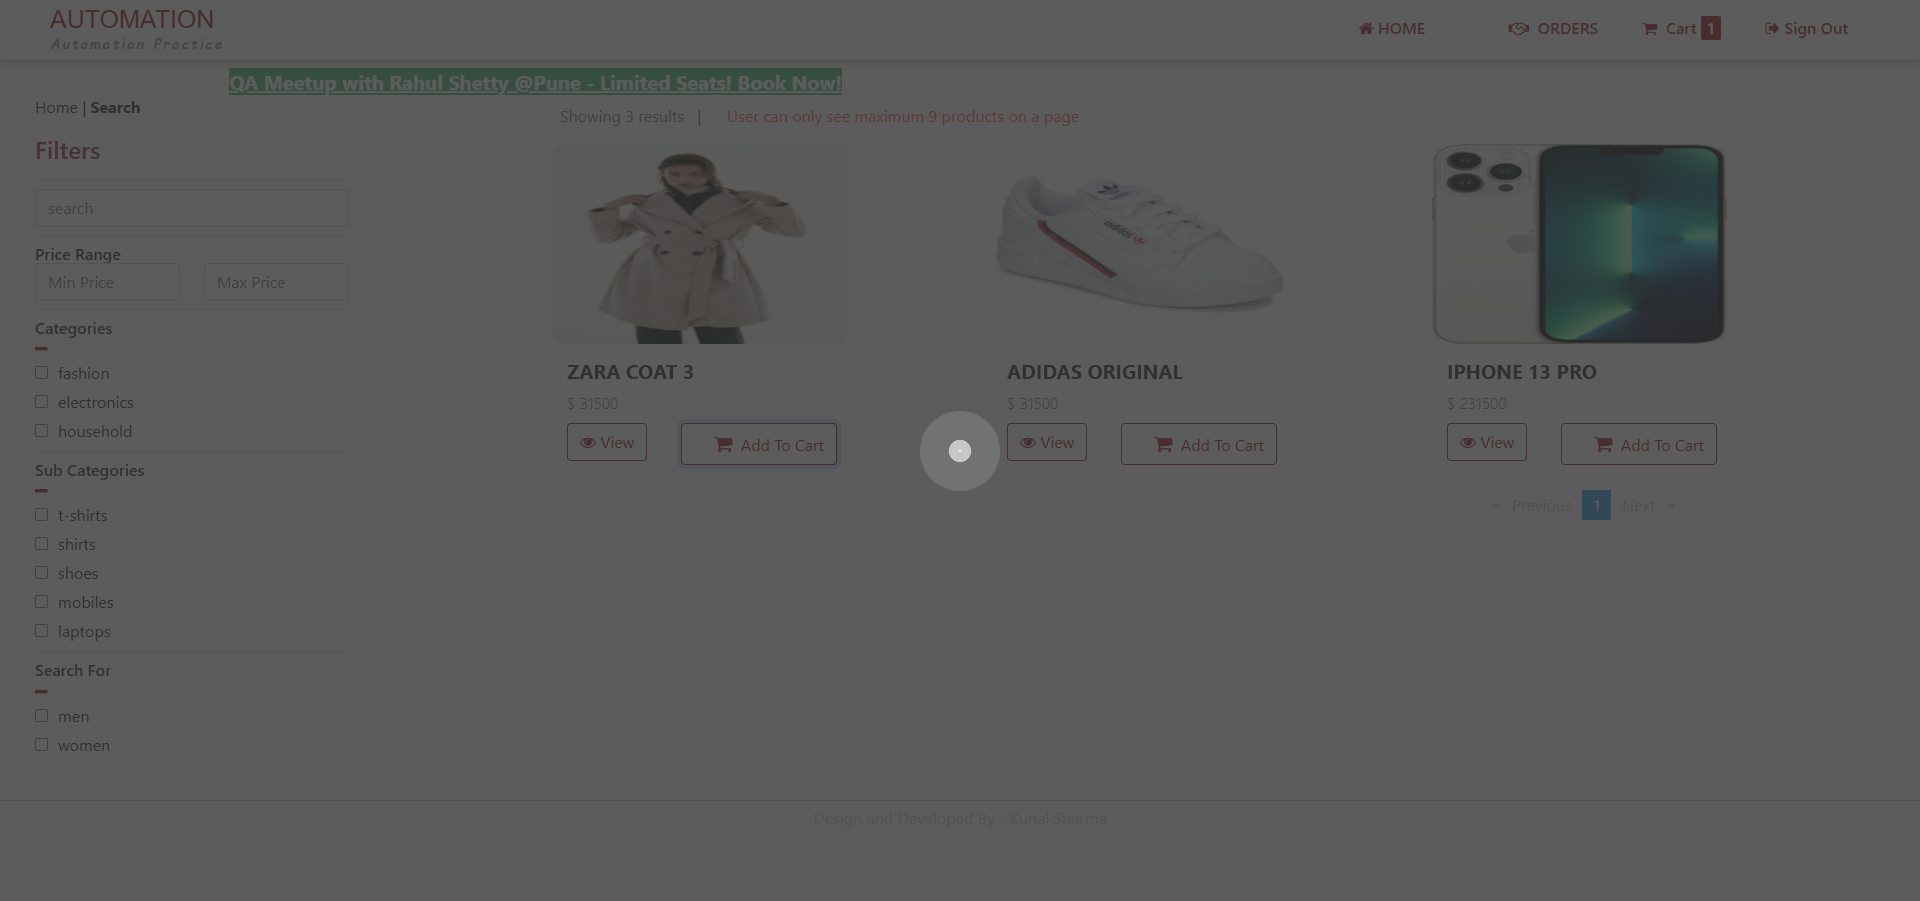 AUTOMATION
Automation Practice
HOME
ORDERS
Cart 1
Sign Out
QA Meetup with Rahul Shetty @Pune - Limited Seats! Book Now!
Home | Search
Showing 3 results |
User can only see maximum 9 products on a page
Filters
search
Price Range
Min Price
Max Price
Categories
fashion
electronics
household
Sub Categories
t-shirts
shirts
shoes
mobiles
laptops
Search For
men
women
adidas
ZARA COAT 3
$ 31500
View
Add To Cart
ADIDAS ORIGINAL
$ 31500
View
Add To Cart
IPHONE 13 PRO
$ 231500
View
Add To Cart
« Previous 1 Next »
Design and Developed By - Kunal Sharma